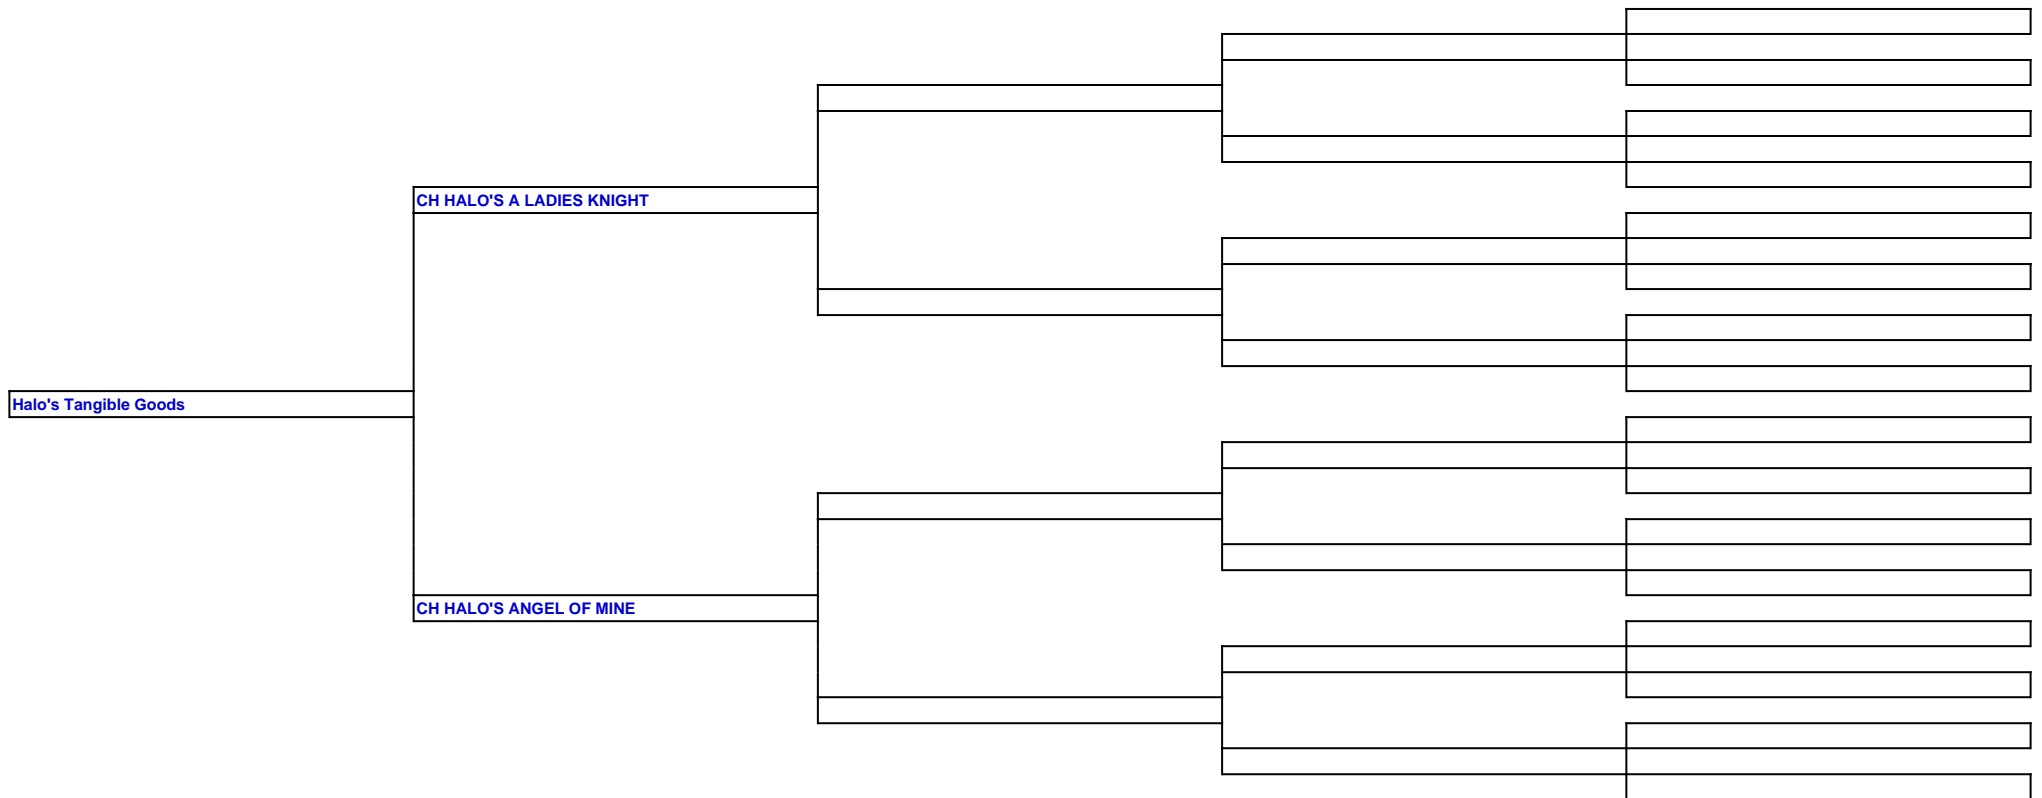 CH HALO'S A LADIES KNIGHT
Halo's Tangible Goods
CH HALO'S ANGEL OF MINE